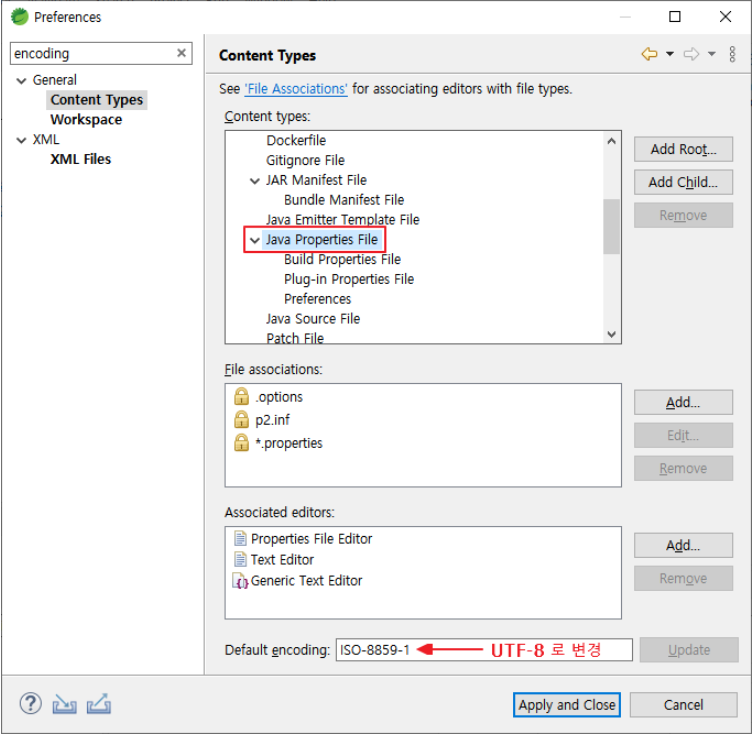 Preferences
encoding
General
Content Types
Workspace
XML
XML Files
Content Types
See 'File Associations' for associating editors with file types.
Content types:
Dockerfile
Gitignore File
JAR Manifest File
Bundle Manifest File
Java Emitter Template File
Java Properties File
Build Properties File
Plug-in Properties File
Preferences
Java Source File
Patch File
Add Root...
Add Child...
Remove
File associations:
.options
p2.inf
*.properties
Add...
Edit...
Remove
Associated editors:
Properties File Editor
Text Editor
Generic Text Editor
Add...
Remove
Default encoding: ISO-8859-1 UTF-8 로 변경 Update
Apply and Close Cancel